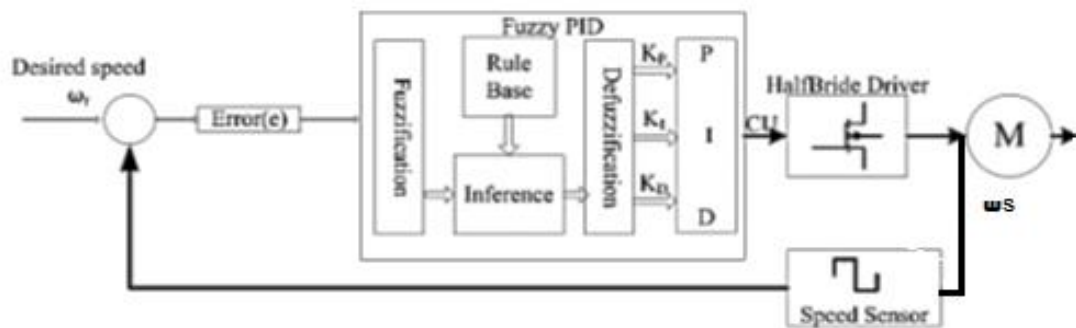 Fuzzy PID
Desired speed
ωr
Error(e)
Fuzzification
Rule
Base
Inference
Defuzzification
KP
KI
KD
P
I
D
CU
HalfBride Driver
M
ωs
Speed Sensor